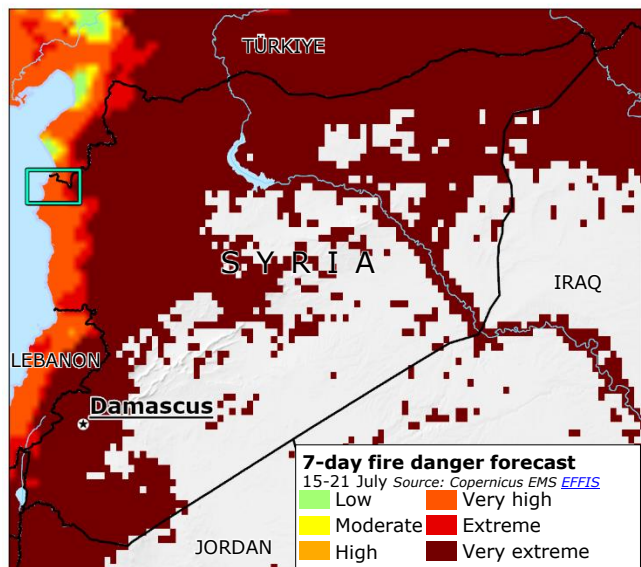 TÜRKIYE
SYRIA
IRAQ
LEBANON
Damascus
JORDAN
7-day fire danger forecast
15-21 July Source: Copernicus EMS EFFIS
Low
Very high
Moderate
Extreme
High
Very extreme